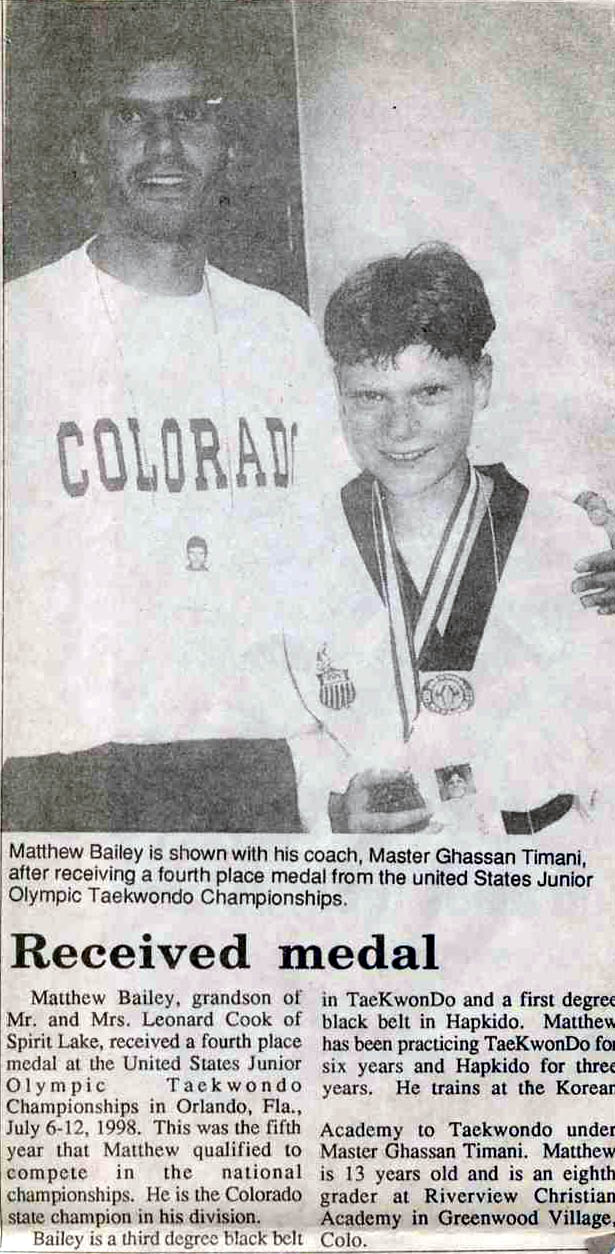 COLORADO
Matthew Bailey is shown with his coach, Master Ghassan Timani,
after receiving a fourth place medal from the united States Junior
Olympic Taekwondo Championships.
Received medal
Matthew Bailey, grandson of
Mr. and Mrs. Leonard Cook of
Spirit Lake, received a fourth place
medal at the United States Junior
Olympic Taekwondo
Championships in Orlando, Fla.,
July 6-12, 1998. This was the fifth
year that Matthew qualified to
compete in the national
championships. He is the Colorado
state champion in his division.
Bailey is a third degree black belt
in TaeKwonDo and a first degree
black belt in Hapkido. Matthew
has been practicing TaeKwonDo for
six years and Hapkido for three
years. He trains at the Korean
Academy to Taekwondo under
Master Ghassan Timani. Matthew
is 13 years old and is an eighth
grader at Riverview Christian
Academy in Greenwood Village,
Colo.